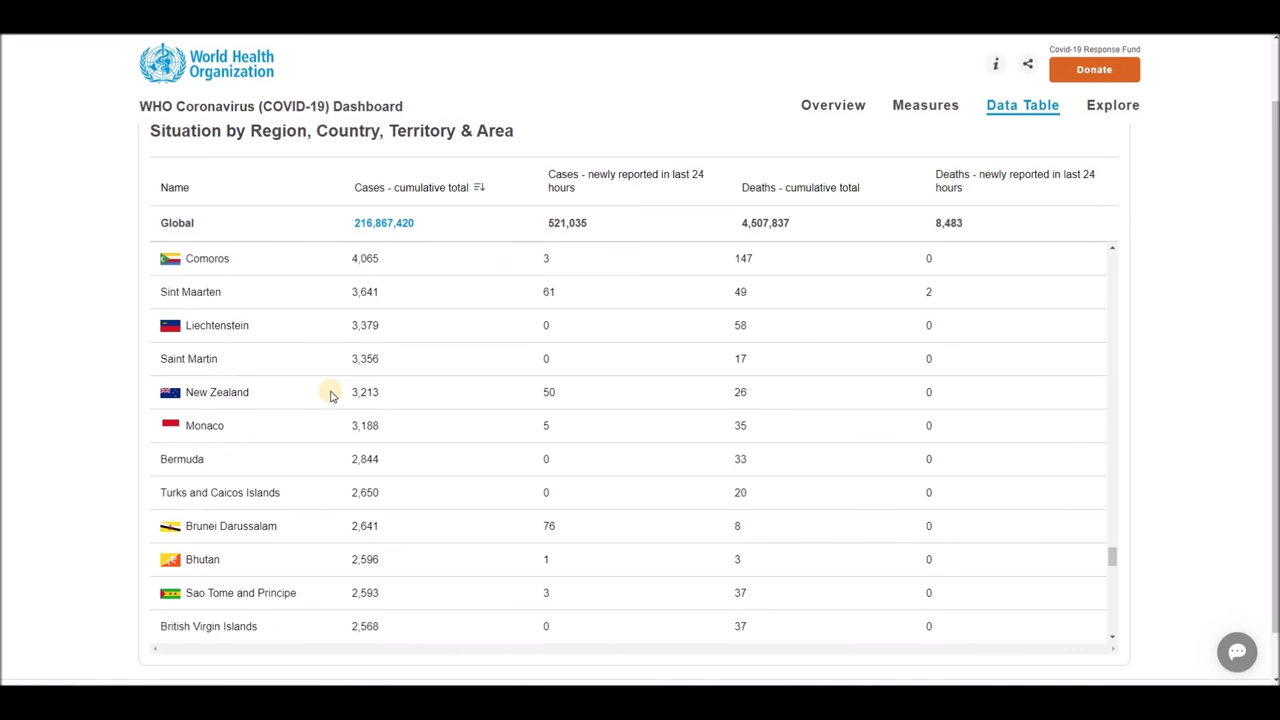 World Health
Organization
Covid-19 Response Fund
Donate
WHO Coronavirus (COVID-19) Dashboard
Overview Measures Data Table Explore
Situation by Region, Country, Territory & Area
Name Cases - cumulative total Cases - newly reported in last 24 hours Deaths - cumulative total Deaths - newly reported in last 24 hours
Global 216,867,420 521,035 4,507,837 8,483
Comoros 4,065 3 147 0
Sint Maarten 3,641 61 49 2
Liechtenstein 3,379 0 58 0
Saint Martin 3,356 0 17 0
New Zealand 3,213 50 26 0
Monaco 3,188 5 35 0
Bermuda 2,844 0 33 0
Turks and Caicos Islands 2,650 0 20 0
Brunei Darussalam 2,641 76 8 0
Bhutan 2,596 1 3 0
Sao Tome and Principe 2,593 3 37 0
British Virgin Islands 2,568 0 37 0